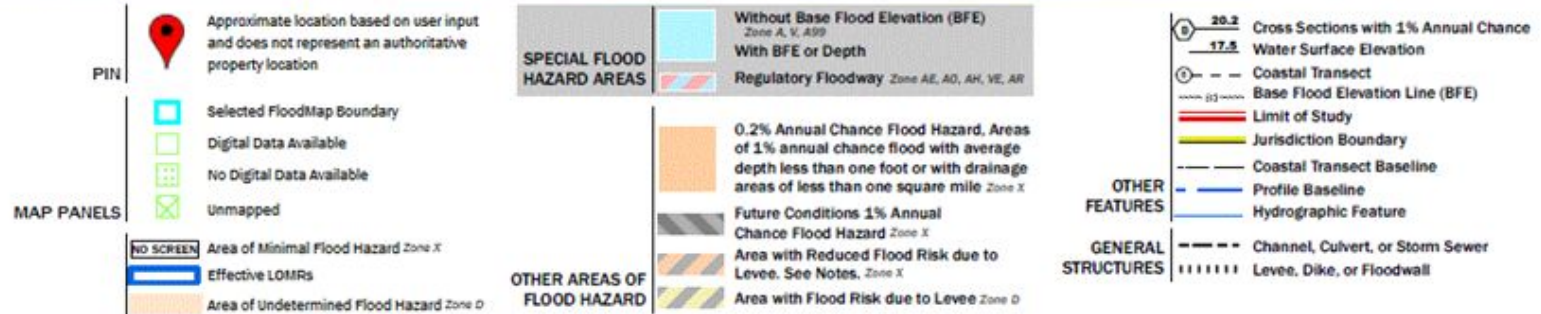 PIN
Approximate location based on user input
and does not represent an authoritative
property location
MAP PANELS
Selected FloodMap Boundary
Digital Data Available
No Digital Data Available
Unmapped
NO SCREEN Area of Minimal Flood Hazard Zone X
Effective LOMRs
Area of Undetermined Flood Hazard Zone D
SPECIAL FLOOD
HAZARD AREAS
Without Base Flood Elevation (BFE)
Zone A, V, A99
With BFE or Depth
Regulatory Floodway Zone AE, AO, AH, VE, AR
OTHER AREAS OF
FLOOD HAZARD
0.2% Annual Chance Flood Hazard, Areas
of 1% annual chance flood with average
depth less than one foot or with drainage
areas of less than one square mile Zone X
Future Conditions 1% Annual
Chance Flood Hazard Zone X
Area with Reduced Flood Risk due to
Levee. See Notes. Zone X
Area with Flood Risk due to Levee Zone D
OTHER
FEATURES
20.2 Cross Sections with 1% Annual Chance
17.5 Water Surface Elevation
Coastal Transect
Base Flood Elevation Line (BFE)
Limit of Study
Jurisdiction Boundary
Coastal Transect Baseline
Profile Baseline
Hydrographic Feature
GENERAL
STRUCTURES
Channel, Culvert, or Storm Sewer
Levee, Dike, or Floodwall